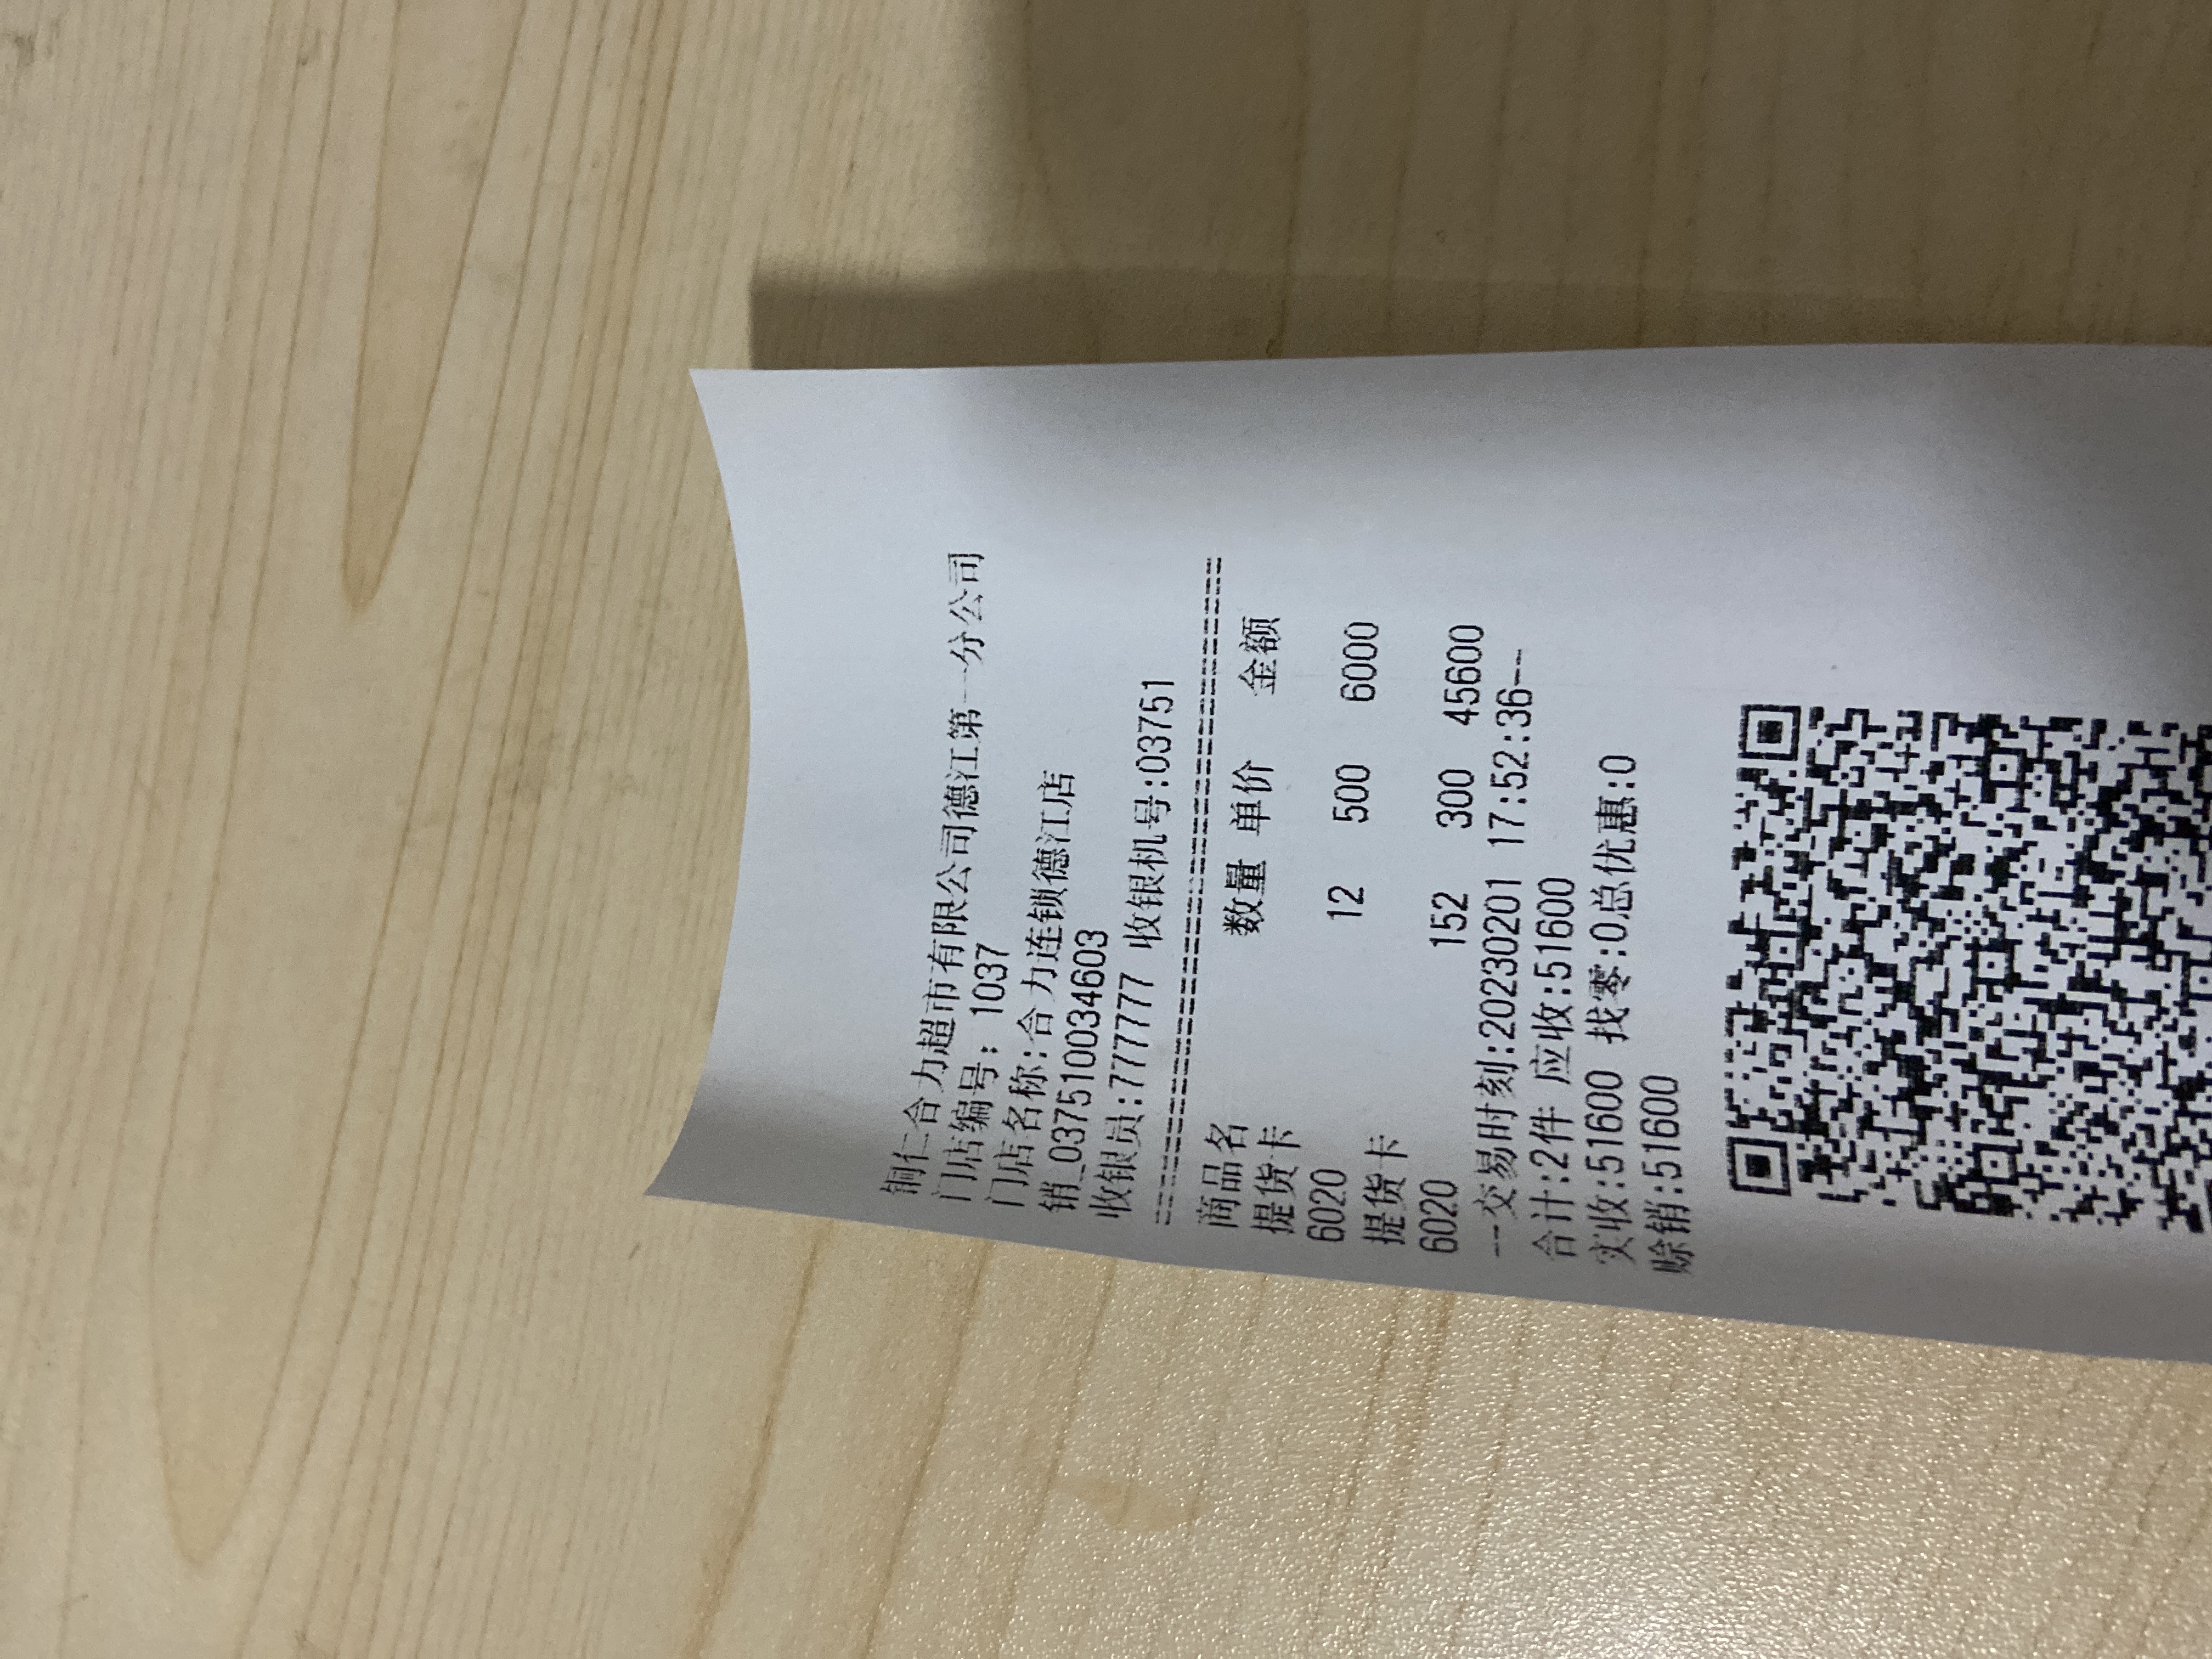 铜仁合力超市有限公司德江第一分公司
门店编号: 1037
门店名称:合力连锁德江店
销_0375100034603
收银员:777777 收银机号:03751
商品名 数量 单价 金额
提货卡
6020 12 500 6000
提货卡
6020 152 300 45600
--交易时刻:20230201 17:52:36--
合计:2件 应收:51600
实收:51600 找零:0总优惠:0
赊销:51600